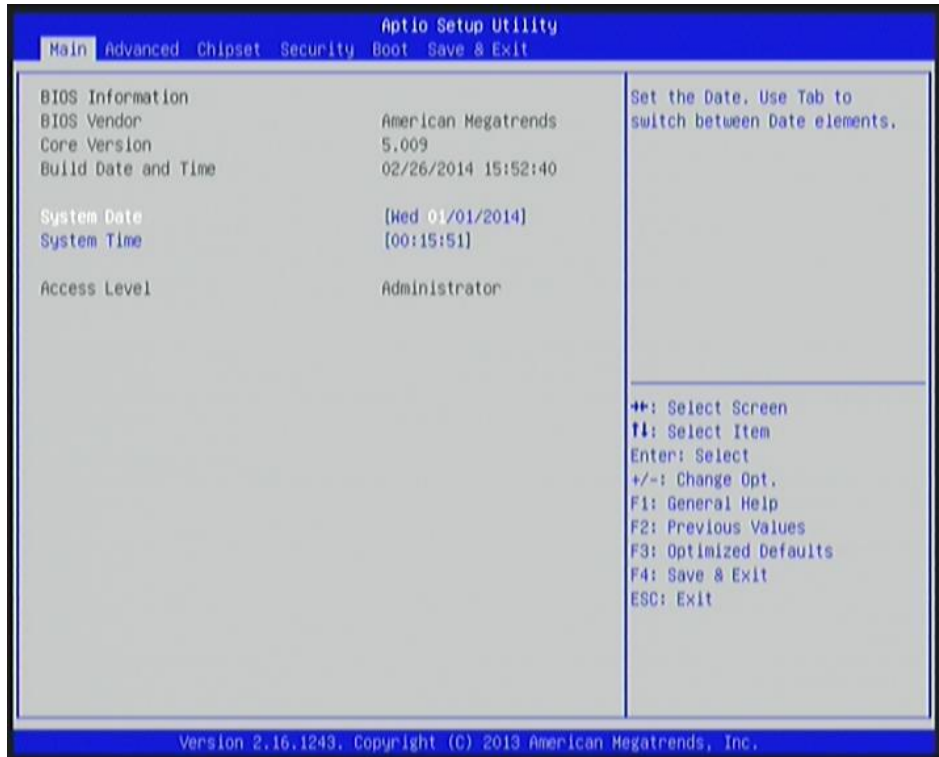 Aptio Setup Utility
Main Advanced Chipset Security Boot Save & Exit
BIOS Information
BIOS Vendor American Megatrends
Core Version 5.009
Build Date and Time 02/26/2014 15:52:40
System Date [Wed 01/01/2014]
System Time [00:15:51]
Access Level Administrator
Set the Date. Use Tab to
switch between Date elements.
→←: Select Screen
↑↓: Select Item
Enter: Select
+/-: Change Opt.
F1: General Help
F2: Previous Values
F3: Optimized Defaults
F4: Save & Exit
ESC: Exit
Version 2.16.1243. Copyright (C) 2013 American Megatrends, Inc.